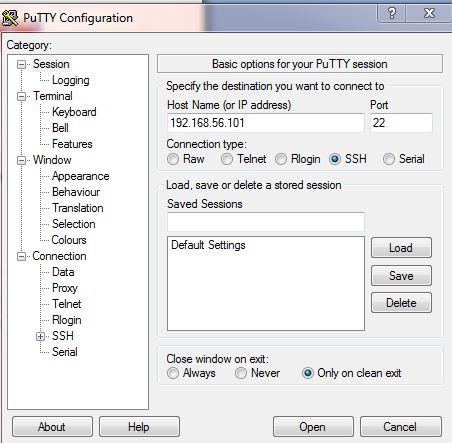 PuTTY Configuration
Category:
Session
Logging
Terminal
Keyboard
Bell
Features
Window
Appearance
Behaviour
Translation
Selection
Colours
Connection
Data
Proxy
Telnet
Rlogin
SSH
Serial
Basic options for your PuTTY session
Specify the destination you want to connect to
Host Name (or IP address) Port
192.168.56.101 22
Connection type:
Raw Telnet Rlogin SSH Serial
Load, save or delete a stored session
Saved Sessions
Default Settings
Load
Save
Delete
Close window on exit:
Always Never Only on clean exit
About Help Open Cancel